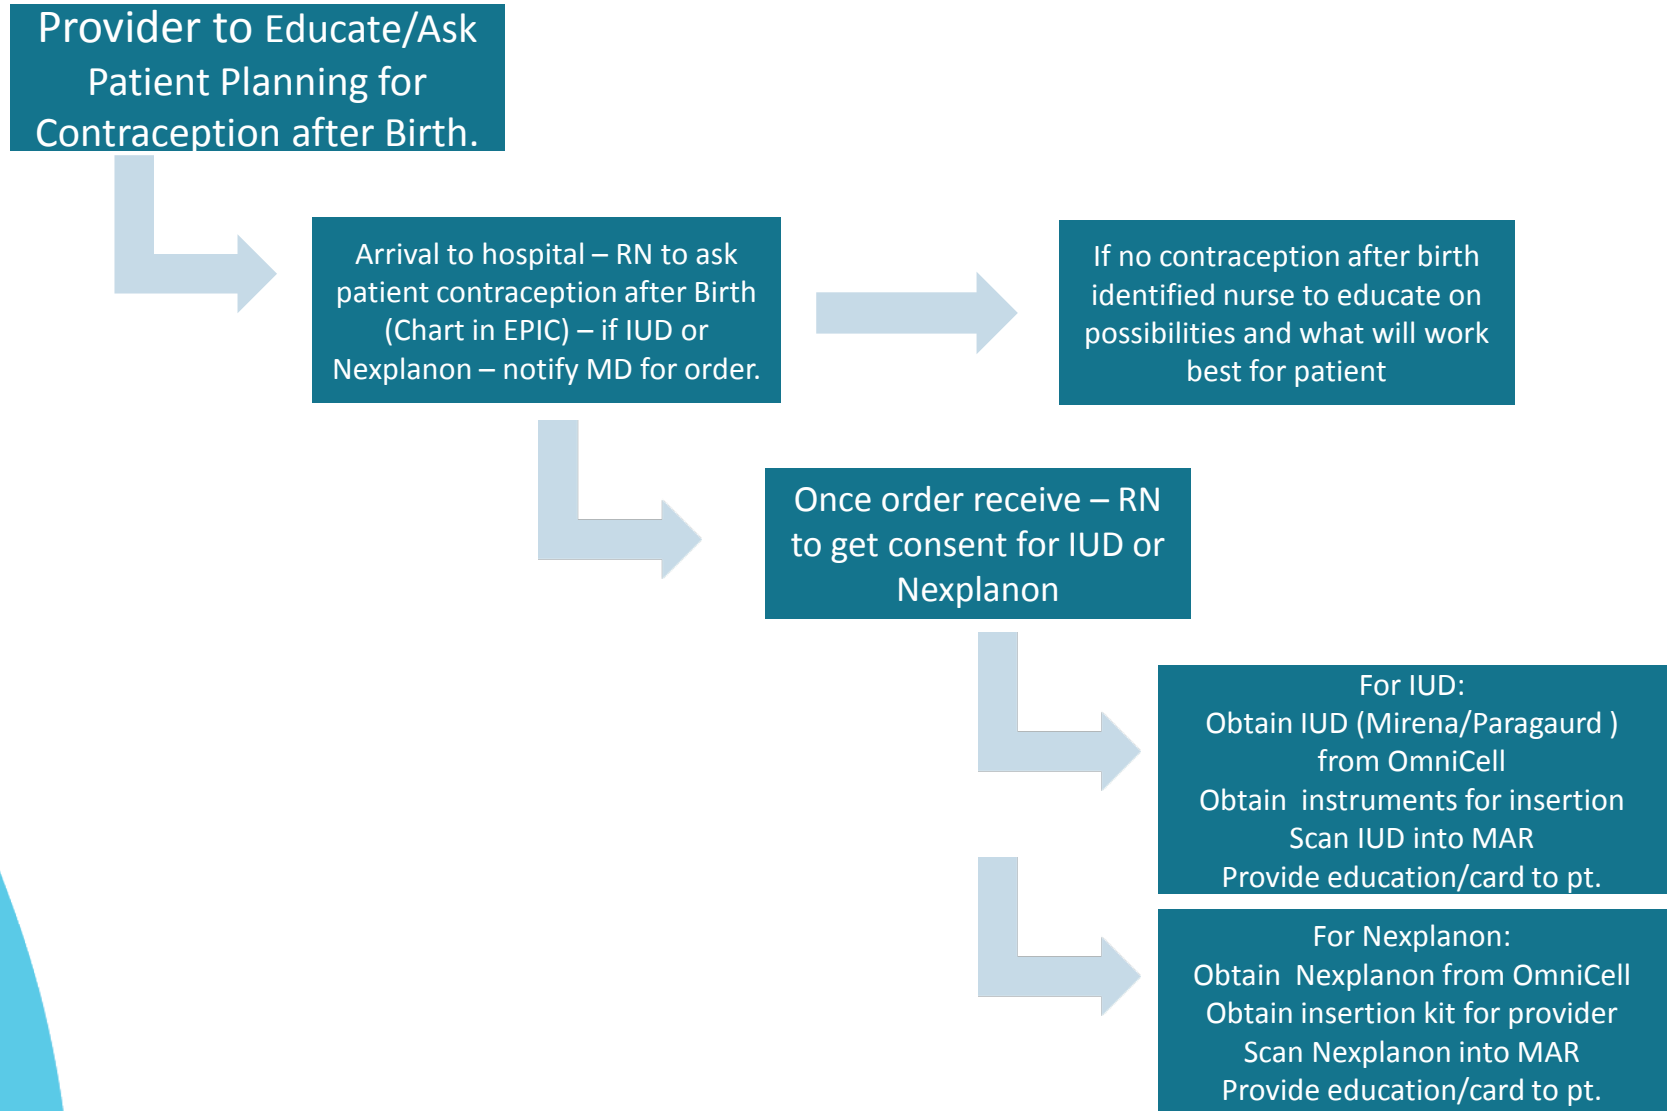 Provider to Educate/Ask
Patient Planning for
Contraception after Birth.
Arrival to hospital – RN to ask
patient contraception after Birth
(Chart in EPIC) – if IUD or
Nexplanon – notify MD for order.
If no contraception after birth
identified nurse to educate on
possibilities and what will work
best for patient
Once order receive – RN
to get consent for IUD or
Nexplanon
For IUD:
Obtain IUD (Mirena/Paragaurd )
from OmniCell
Obtain  instruments for insertion
Scan IUD into MAR
Provide education/card to pt.
For Nexplanon:
Obtain  Nexplanon from OmniCell
Obtain insertion kit for provider
Scan Nexplanon into MAR
Provide education/card to pt.